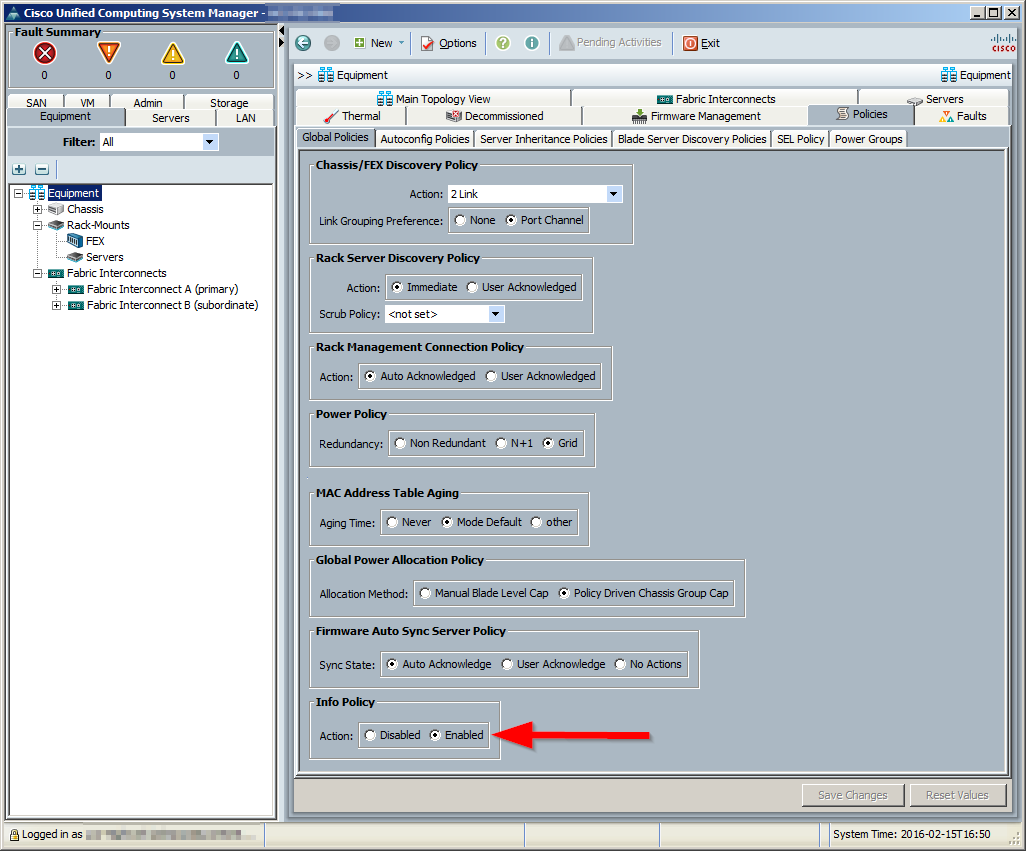 Cisco Unified Computing System Manager -
Fault Summary
0 0 0 0
New Options Pending Activities Exit
CISCO
>> Equipment Equipment
SAN VM Admin Storage
Equipment Servers LAN
Main Topology View Fabric Interconnects Servers
Thermal Decommissioned Firmware Management Policies Faults
Filter: All
Global Policies Autoconfig Policies Server Inheritance Policies Blade Server Discovery Policies SEL Policy Power Groups
Equipment
Chassis
Rack-Mounts
FEX
Servers
Fabric Interconnects
Fabric Interconnect A (primary)
Fabric Interconnect B (subordinate)
Chassis/FEX Discovery Policy
Action: 2 Link
Link Grouping Preference: None Port Channel
Rack Server Discovery Policy
Action: Immediate User Acknowledged
Scrub Policy: <not set>
Rack Management Connection Policy
Action: Auto Acknowledged User Acknowledged
Power Policy
Redundancy: Non Redundant N+1 Grid
MAC Address Table Aging
Aging Time: Never Mode Default other
Global Power Allocation Policy
Allocation Method: Manual Blade Level Cap Policy Driven Chassis Group Cap
Firmware Auto Sync Server Policy
Sync State: Auto Acknowledge User Acknowledge No Actions
Info Policy
Action: Disabled Enabled
Save Changes Reset Values
Logged in as
System Time: 2016-02-15T16:50